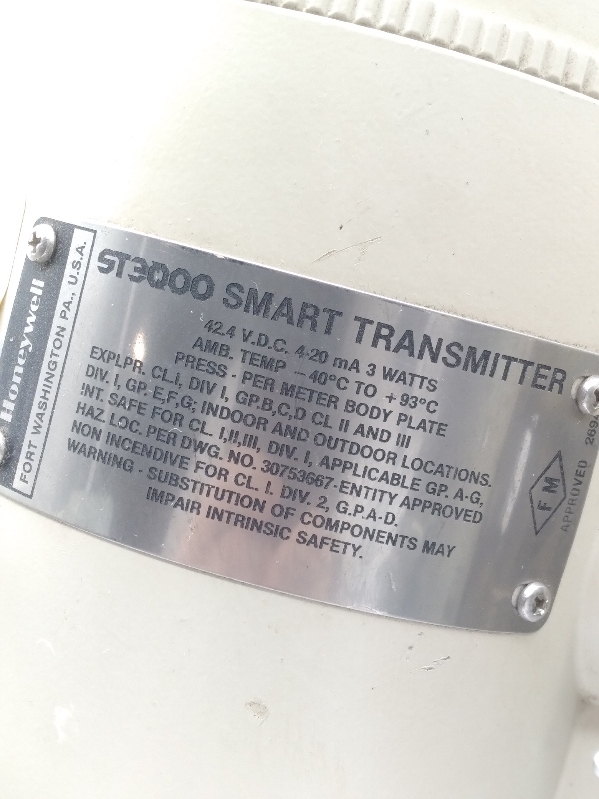 Honeywell
FORT WASHINGTON PA., U.S.A.
ST3000 SMART TRANSMITTER
42.4 V.D.C. 4-20 mA 3 WATTS
AMB. TEMP - 40°C TO + 93°C
PRESS - PER METER BODY PLATE
EXPLPR. CL.I, DIV I, GP.B,C,D CL II AND III
DIV. I, GP.E,F,G; INDOOR AND OUTDOOR LOCATIONS.
INT. SAFE FOR CL. I,II,III, DIV. I, APPLICABLE GP. A-G,
HAZ. LOC. PER DWG. NO. 30753667-ENTITY APPROVED
NON INCENDIVE FOR CL. I. DIV. 2, G.P.A-D.
WARNING - SUBSTITUTION OF COMPONENTS MAY
IMPAIR INTRINSIC SAFETY.
F M
APPROVED